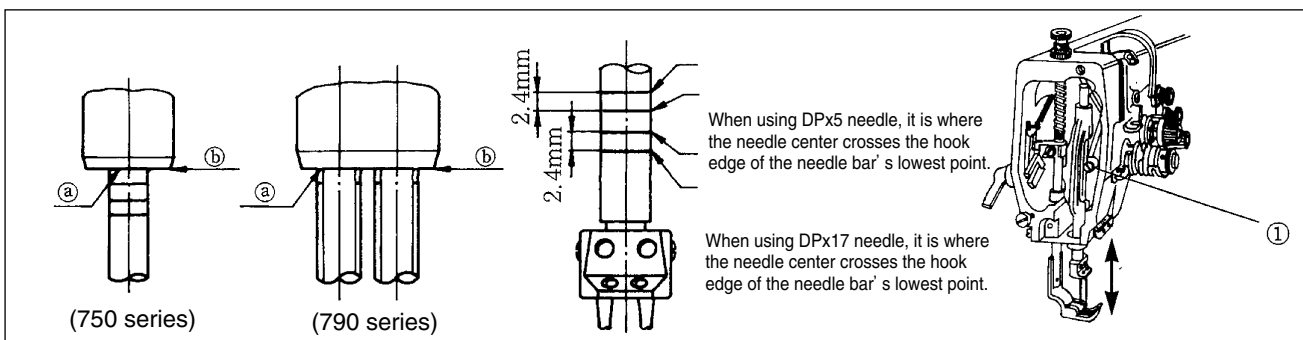 ⓐ
ⓑ
(750 series)
ⓐ
ⓑ
(790 series)
2.4mm
2.4mm
When using DPx5 needle, it is where
the needle center crosses the hook
edge of the needle bar's lowest point.
When using DPx17 needle, it is where
the needle center crosses the hook
edge of the needle bar's lowest point.
①